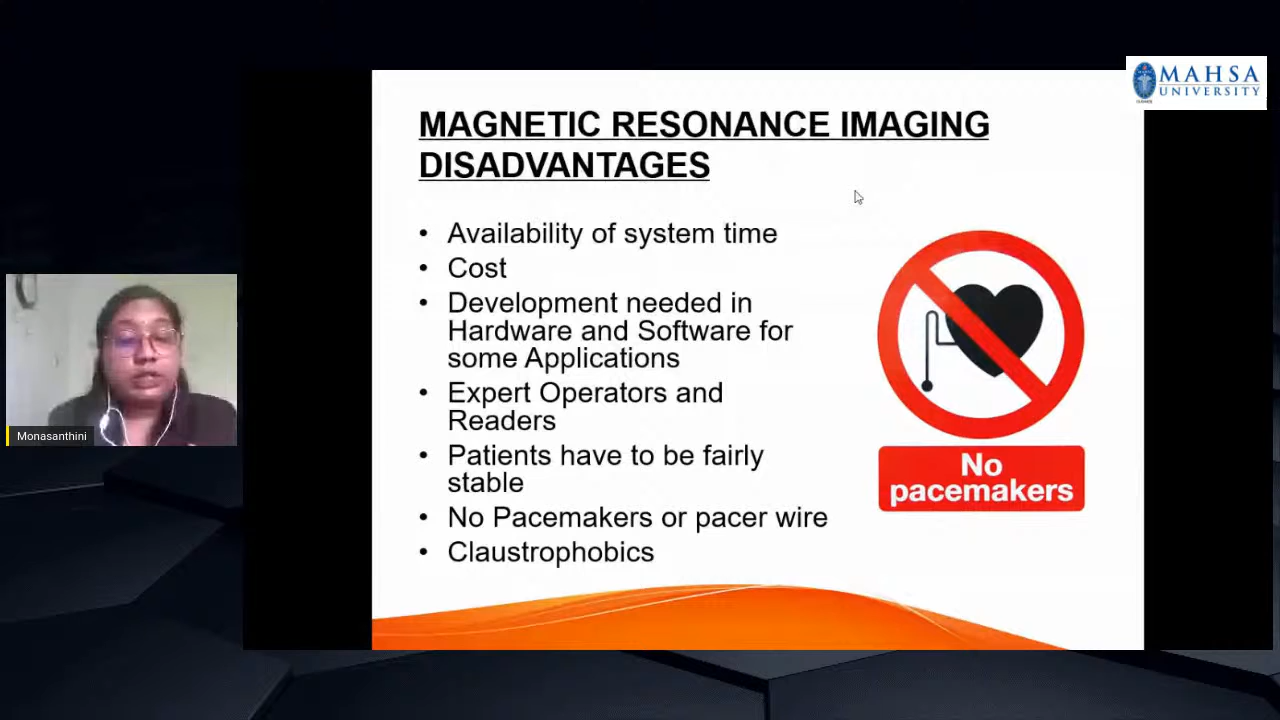 MAHSA
UNIVERSITY
MAGNETIC RESONANCE IMAGING
DISADVANTAGES
• Availability of system time
• Cost
• Development needed in
Hardware and Software for
some Applications
• Expert Operators and
Readers
• Patients have to be fairly
stable
• No Pacemakers or pacer wire
• Claustrophobics
No
pacemakers
Monasanthini